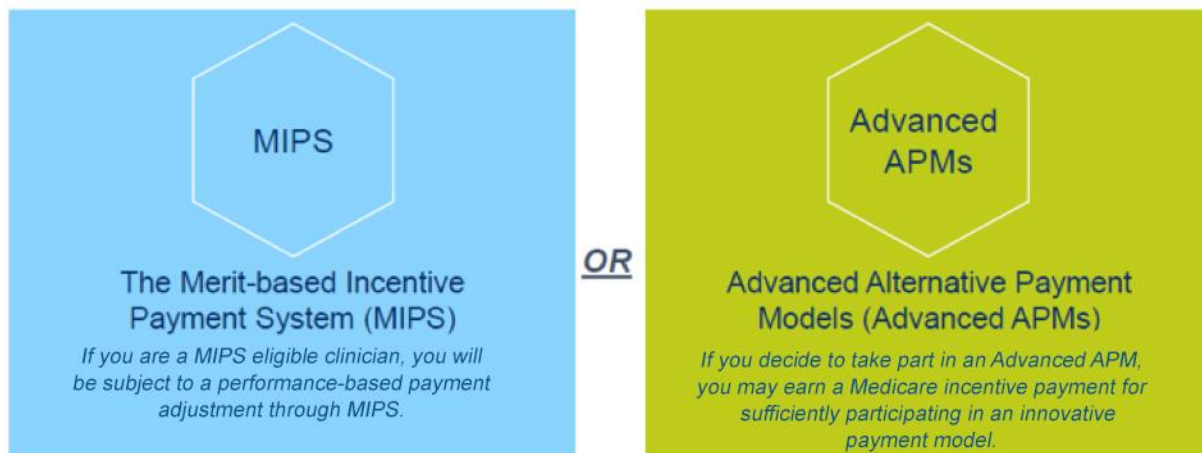 MIPS
The Merit-based Incentive
Payment System (MIPS)
If you are a MIPS eligible clinician, you will
be subject to a performance-based payment
adjustment through MIPS.
OR
Advanced
APMs
Advanced Alternative Payment
Models (Advanced APMs)
If you decide to take part in an Advanced APM,
you may earn a Medicare incentive payment for
sufficiently participating in an innovative
payment model.